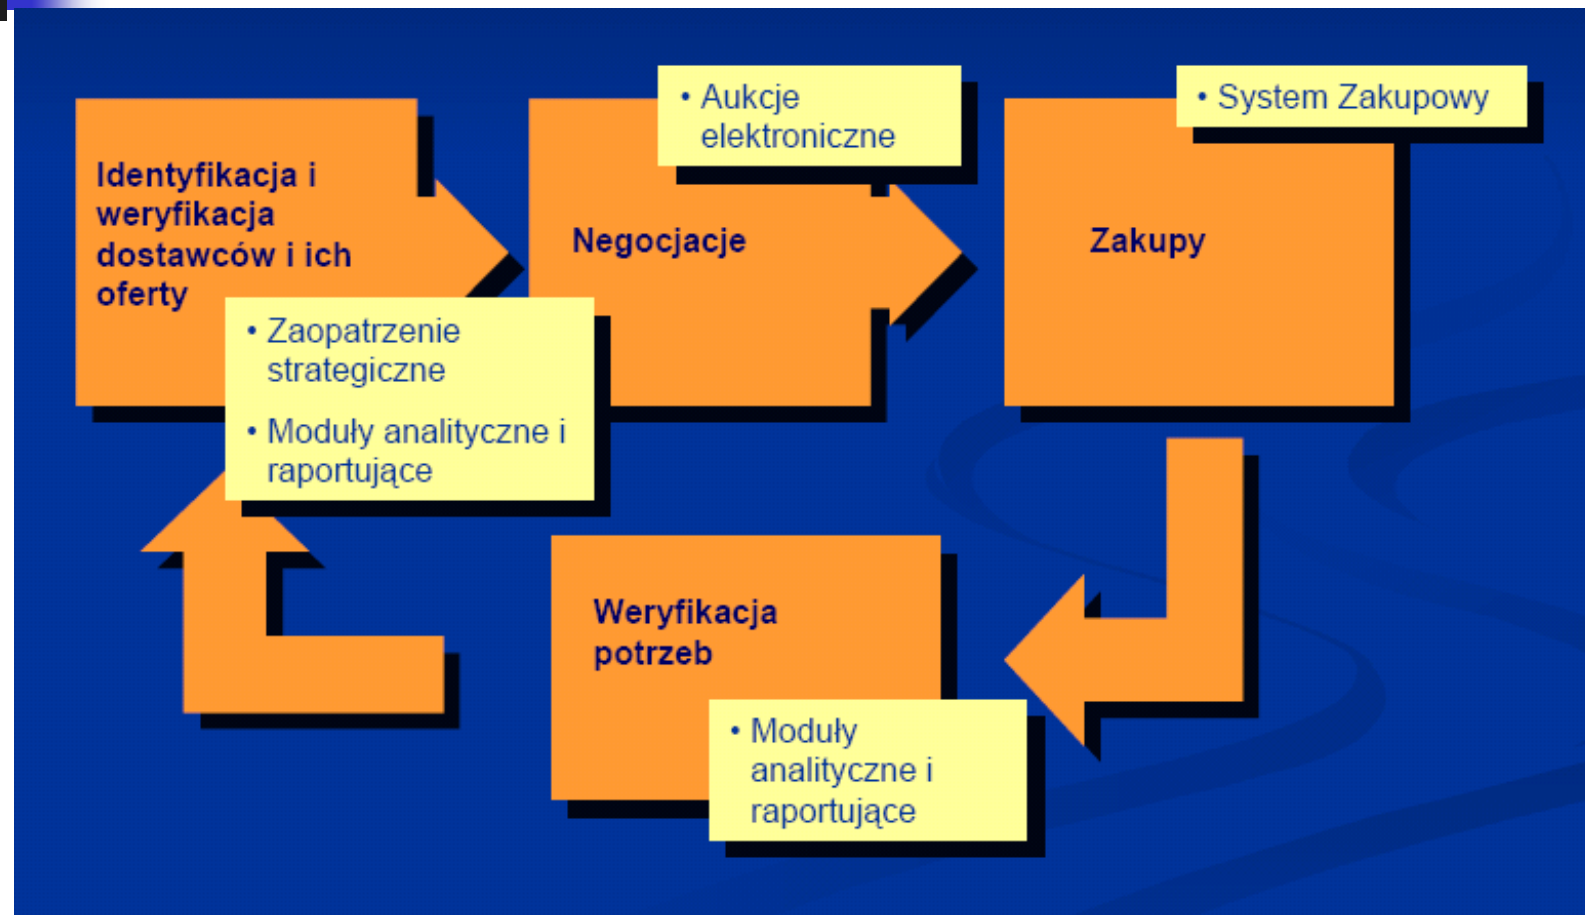 Identyfikacja i
weryfikacja
dostawców i ich
oferty
• Zaopatrzenie
strategiczne
• Moduły analityczne i
raportujące
• Aukcje
elektroniczne
Negocjacje
• System Zakupowy
Zakupy
Weryfikacja
potrzeb
• Moduły
analityczne i
raportujące